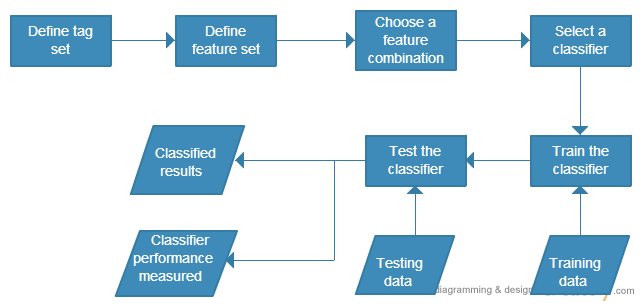 Define tag
set
Define
feature set
Choose a
feature
combination
Select a
classifier
Classified
results
Test the
classifier
Train the
classifier
Classifier
performance
measured
Testing
data
Training
data
diagramming & design
.com